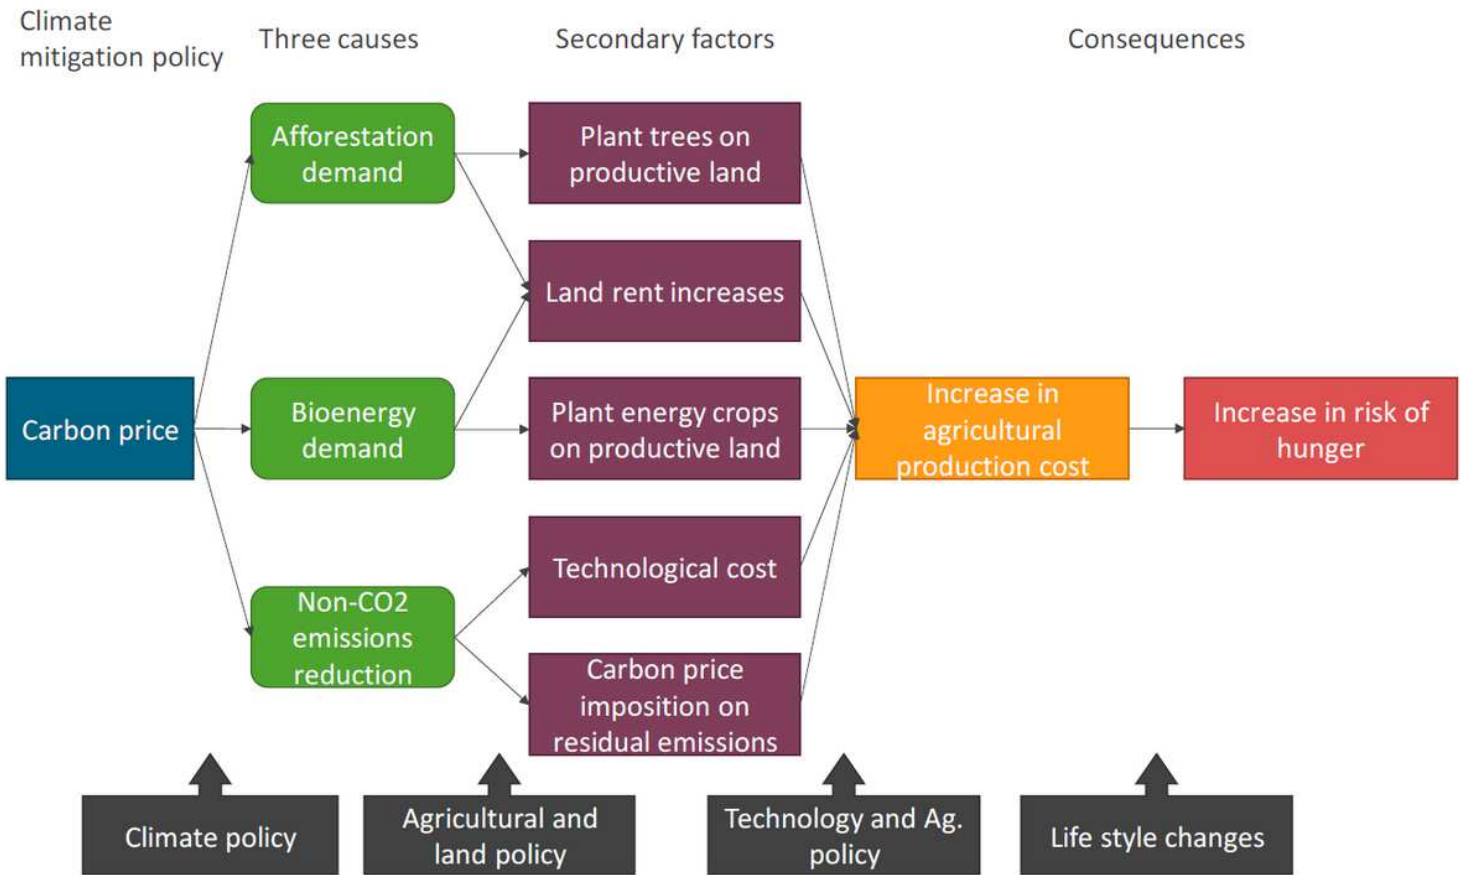 Climate
mitigation policy
Three causes
Secondary factors
Consequences
Afforestation
demand
Plant trees on
productive land
Land rent increases
Carbon price
Bioenergy
demand
Plant energy crops
on productive land
Increase in
agricultural
production cost
Increase in risk of
hunger
Technological cost
Non-CO2
emissions
reduction
Carbon price
imposition on
residual emissions
Climate policy
Agricultural and
land policy
Technology and Ag.
policy
Life style changes